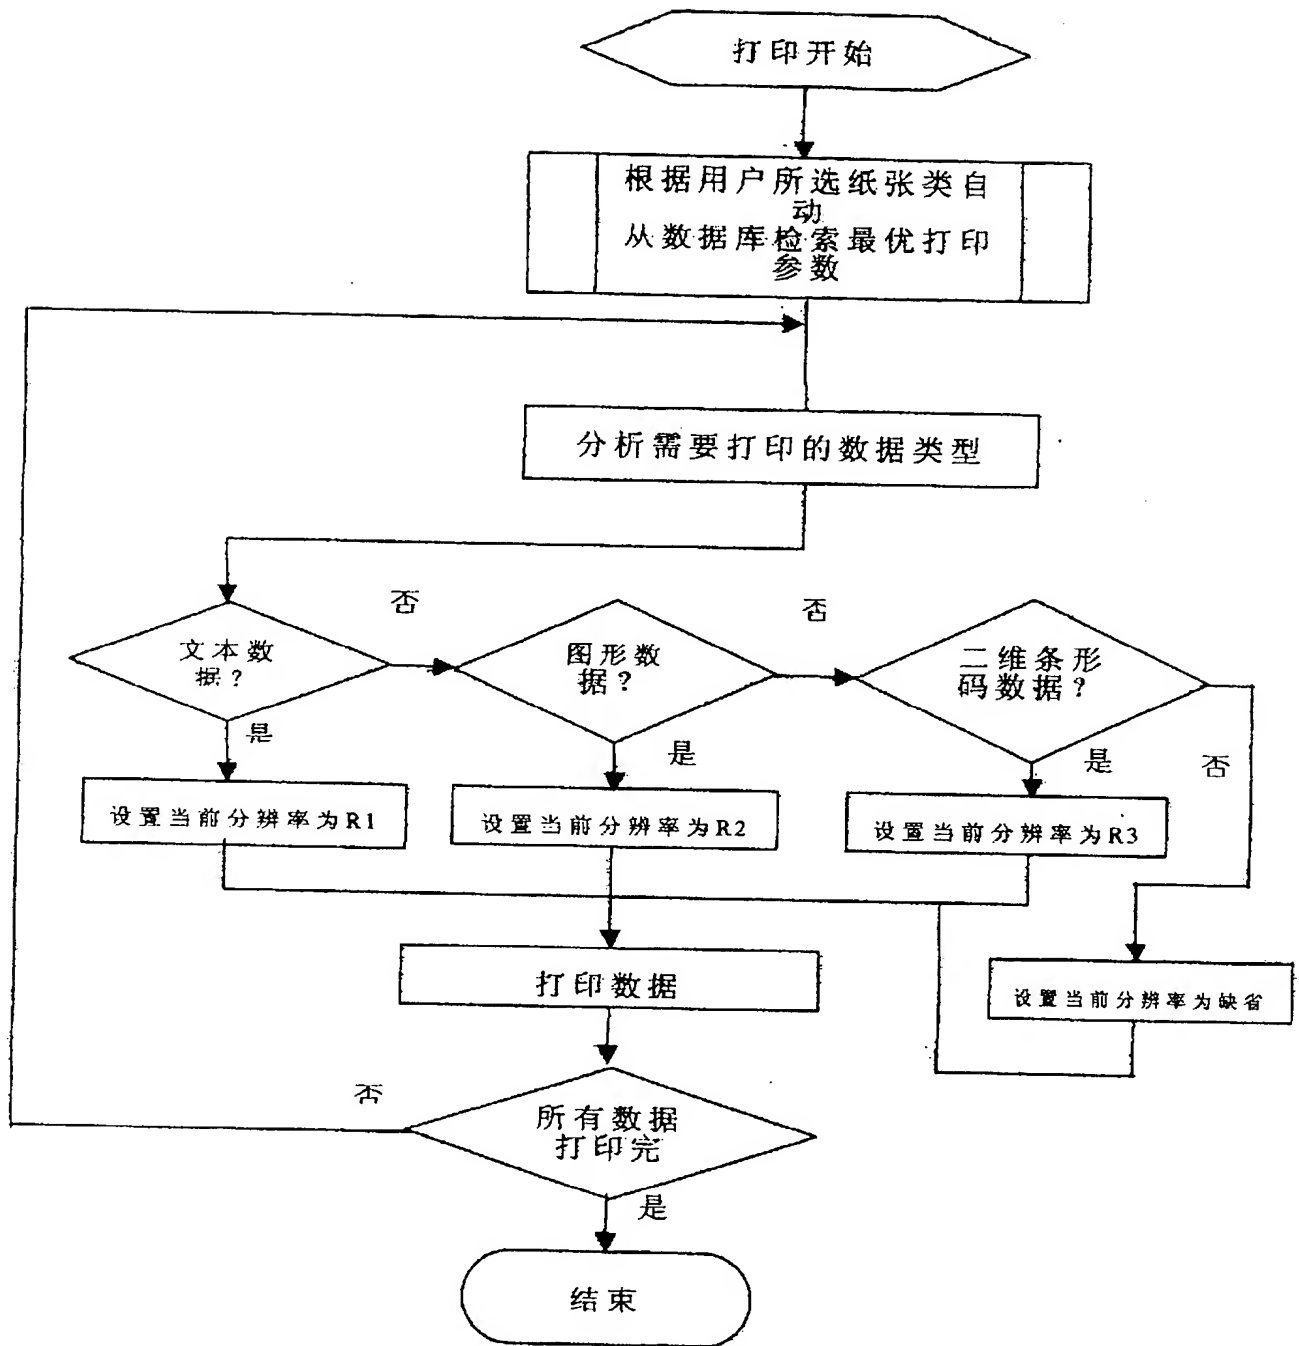 打印开始
根据用户所选纸张类自
动
从数据库检索最优打印
参数
分析需要打印的数据类型
否
否
文本数
据?
图形数
据?
二维条形
码数据?
是
是
是
否
设置当前分辨率为R1
设置当前分辨率为R2
设置当前分辨率为R3
打印数据
设置当前分辨率为缺省
否
所有数据
打印完
是
结束